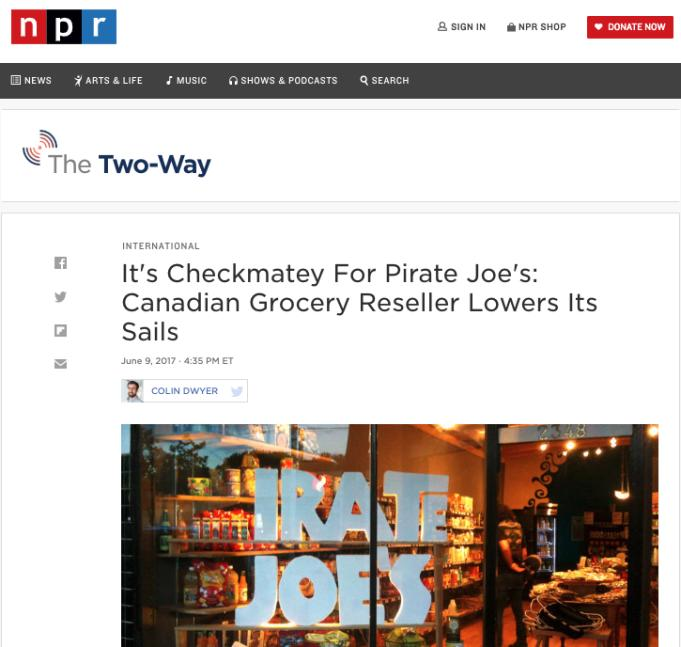 npr
SIGN IN
NPR SHOP
DONATE NOW
NEWS
ARTS & LIFE
MUSIC
SHOWS & PODCASTS
SEARCH
The Two-Way
INTERNATIONAL
It's Checkmatey For Pirate Joe's:
Canadian Grocery Reseller Lowers Its
Sails
June 9, 2017 · 4:35 PM ET
COLIN DWYER
2348
IRATE
JOE'S